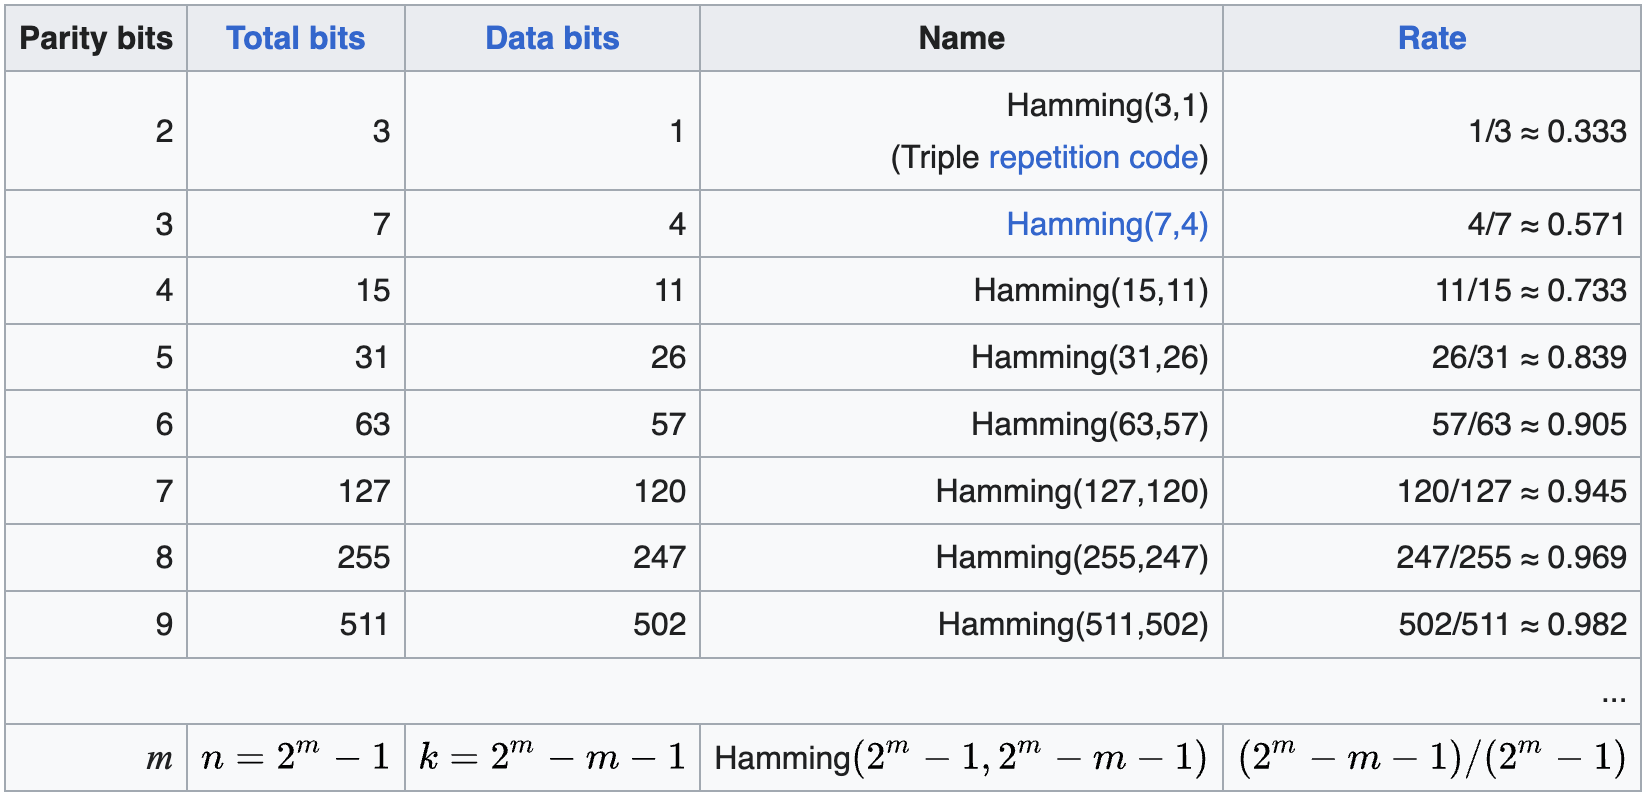 Parity bits Total bits Data bits Name Rate
2 3 1 Hamming(3,1) 1/3 ≈ 0.333
(Triple repetition code)
3 7 4 Hamming(7,4) 4/7 ≈ 0.571
4 15 11 Hamming(15,11) 11/15 ≈ 0.733
5 31 26 Hamming(31,26) 26/31 ≈ 0.839
6 63 57 Hamming(63,57) 57/63 ≈ 0.905
7 127 120 Hamming(127,120) 120/127 ≈ 0.945
8 255 247 Hamming(255,247) 247/255 ≈ 0.969
9 511 502 Hamming(511,502) 502/511 ≈ 0.982
...
m n = 2^m − 1 k = 2^m − m − 1 Hamming(2^m − 1, 2^m − m − 1) (2^m − m − 1)/(2^m − 1)